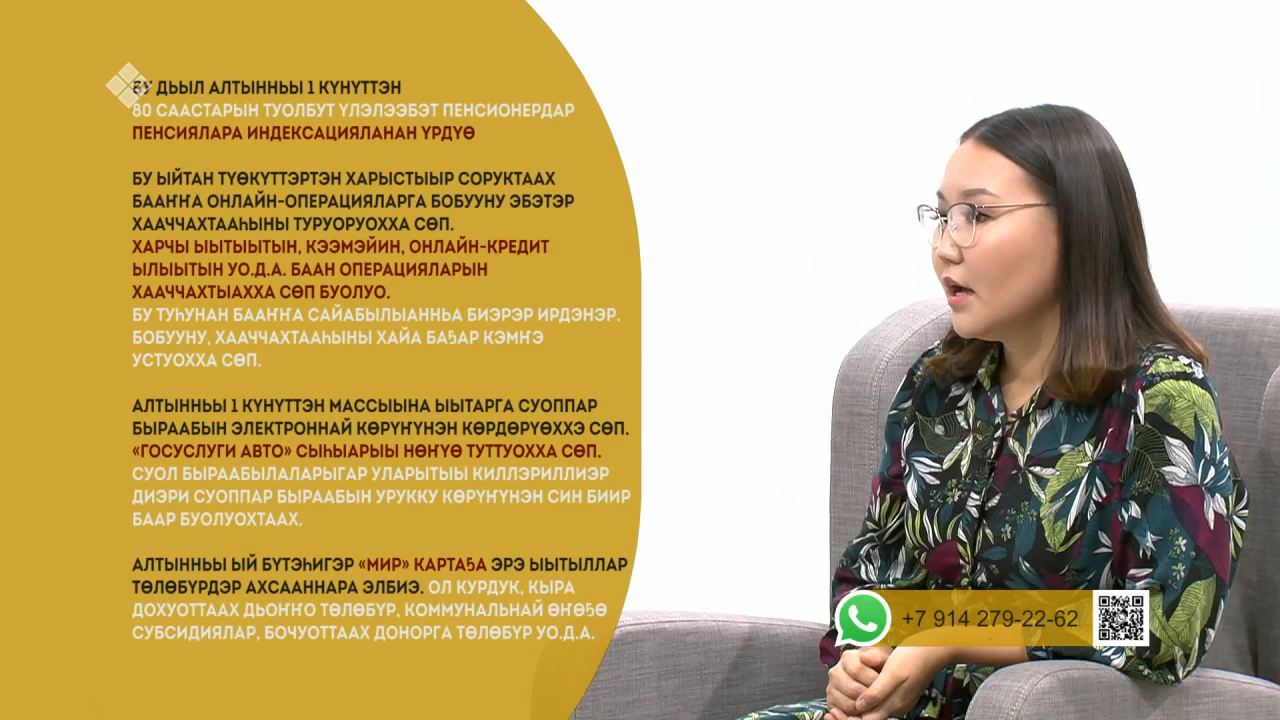 БУ ДЬЫЛ АЛТЫННЬЫ 1 КҮНҮТТЭН
80 СААСТАРЫН ТУОЛБУТ ҮЛЭЛЭЭБЭТ ПЕНСИОНЕРДАР
ПЕНСИЯЛАРА ИНДЕКСАЦИЯЛАНАН ҮРДҮӨ
БУ ЫЙТАН ТҮӨКҮТТЭРТЭН ХАРЫСТЫЫР СОРУКТААХ
БААҤҤА ОНЛАЙН-ОПЕРАЦИЯЛАРГА БОБУУНУ ЭБЭТЭР
ХААЧЧАХТААҺЫНЫ ТУРУОРУОХХА СӨП.
ХАРЧЫ ЫЫТЫЫТЫН, КЭЭМЭЙИН, ОНЛАЙН-КРЕДИТ
ЫЛЫЫТЫН УО.Д.А. БААН ОПЕРАЦИЯЛАРЫН
ХААЧЧАХТЫАХХА СӨП БУОЛУО.
БУ ТУҺУНАН БААҤҤА САЙАБЫЛЫАННЬА БИЭРЭР ИРДЭНЭР.
БОБУУНУ, ХААЧЧАХТААҺЫНЫ ХАЙА БАҔАР КЭМҤЭ
УСТУОХХА СӨП.
АЛТЫННЬЫ 1 КҮНҮТТЭН МАССЫЫНА ЫЫТАРГА СУОППАР
БЫРААБЫН ЭЛЕКТРОННАЙ КӨРҮҤҮНЭН КӨРДӨРҮӨХХЭ СӨП.
«ГОСУСЛУГИ АВТО» СЫҺЫАРЫЫ НӨҤҮӨ ТУТТУОХХА СӨП.
СУОЛ БЫРААБЫЛАЛАРЫГАР УЛАРЫТЫЫ КИЛЛЭРИЛЛИЭР
ДИЭРИ СУОППАР БЫРААБЫН УРУККУ КӨРҮҤҮНЭН СИН БИИР
БААР БУОЛУОХТААХ.
АЛТЫННЬЫ ЫЙ БҮТЭҺИГЭР «МИР» КАРТАҔА ЭРЭ ЫЫТЫЛЛАР
ТӨЛӨБҮРДЭР АХСААННАРА ЭЛБИЭ. ОЛ КУРДУК, КЫРА
ДОХУОТТААХ ДЬОҤҤО ТӨЛӨБҮР, КОММУНАЛЬНАЙ ӨҤӨҔӨ
СУБСИДИЯЛАР, БОЧУОТТААХ ДОНОРГА ТӨЛӨБҮР УО.Д.А.
+7 914 279-22-62